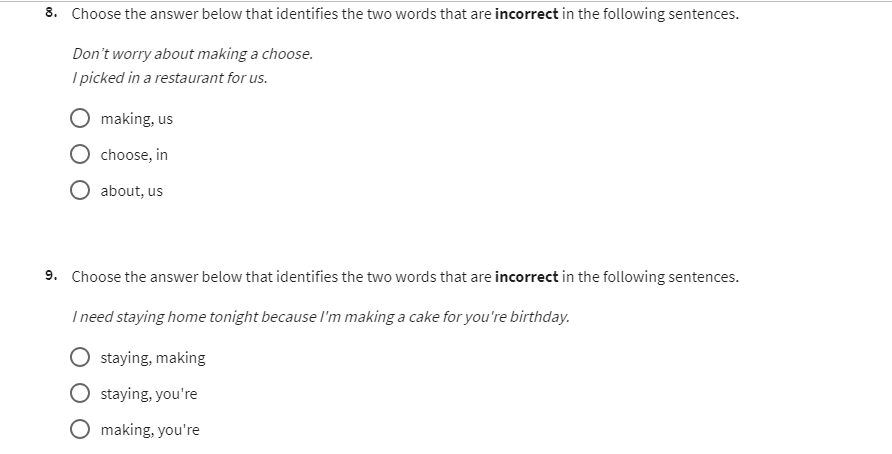 8. Choose the answer below that identifies the two words that are incorrect in the following sentences.
Don't worry about making a choose.
I picked in a restaurant for us.
making, us
choose, in
about, us
9. Choose the answer below that identifies the two words that are incorrect in the following sentences.
I need staying home tonight because I'm making a cake for you're birthday.
staying, making
staying, you're
making, you're